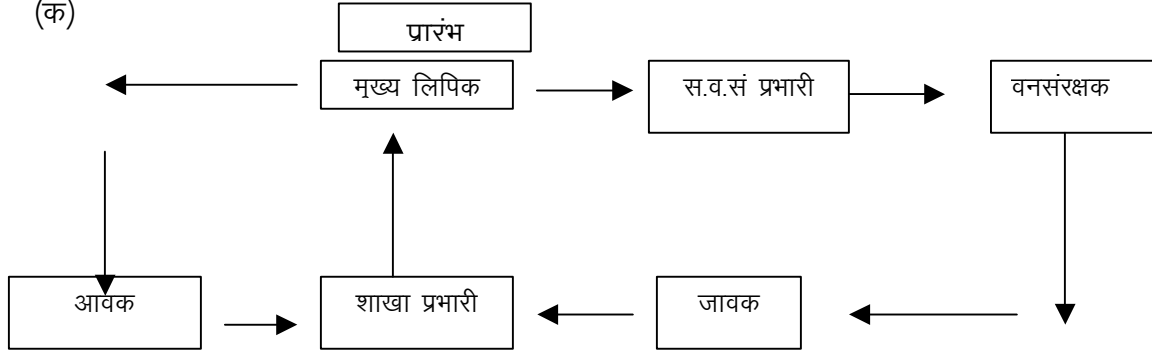 (क)
प्रारंभ
मुख्य लिपिक
स.व.सं प्रभारी
वनसंरक्षक
आवक
शाखा प्रभारी
जावक